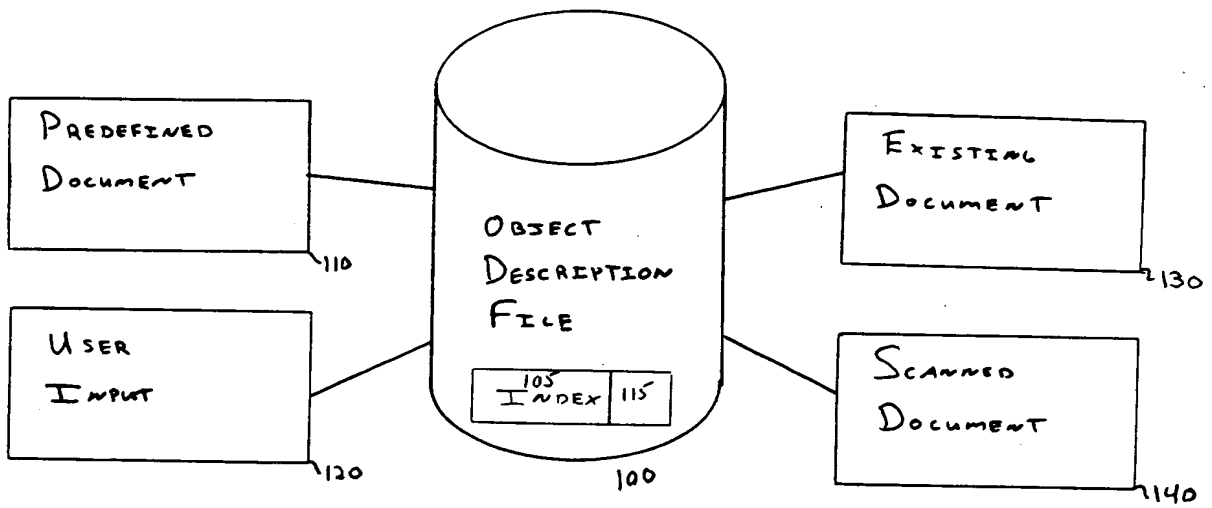 PREDEFINED
DOCUMENT
110
USER
INPUT
120
OBJECT
DESCRIPTION
FILE
105
INDEX
115
100
EXISTING
DOCUMENT
130
SCANNED
DOCUMENT
140